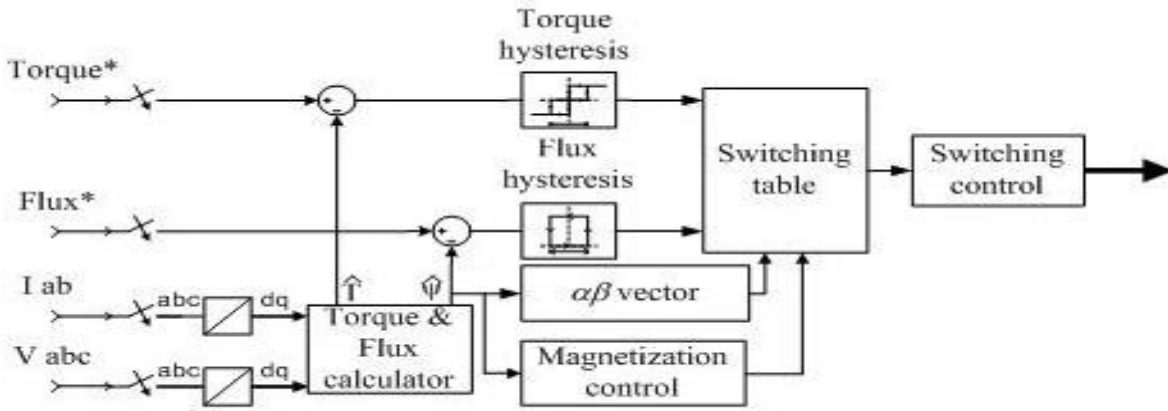 Torque
hysteresis
Torque*
Flux
hysteresis
Switching
table
Switching
control
Flux*
I ab
abc
dq
T̂
ψ̂
αβ vector
Torque &
Flux
calculator
V abc
abc
dq
Magnetization
control